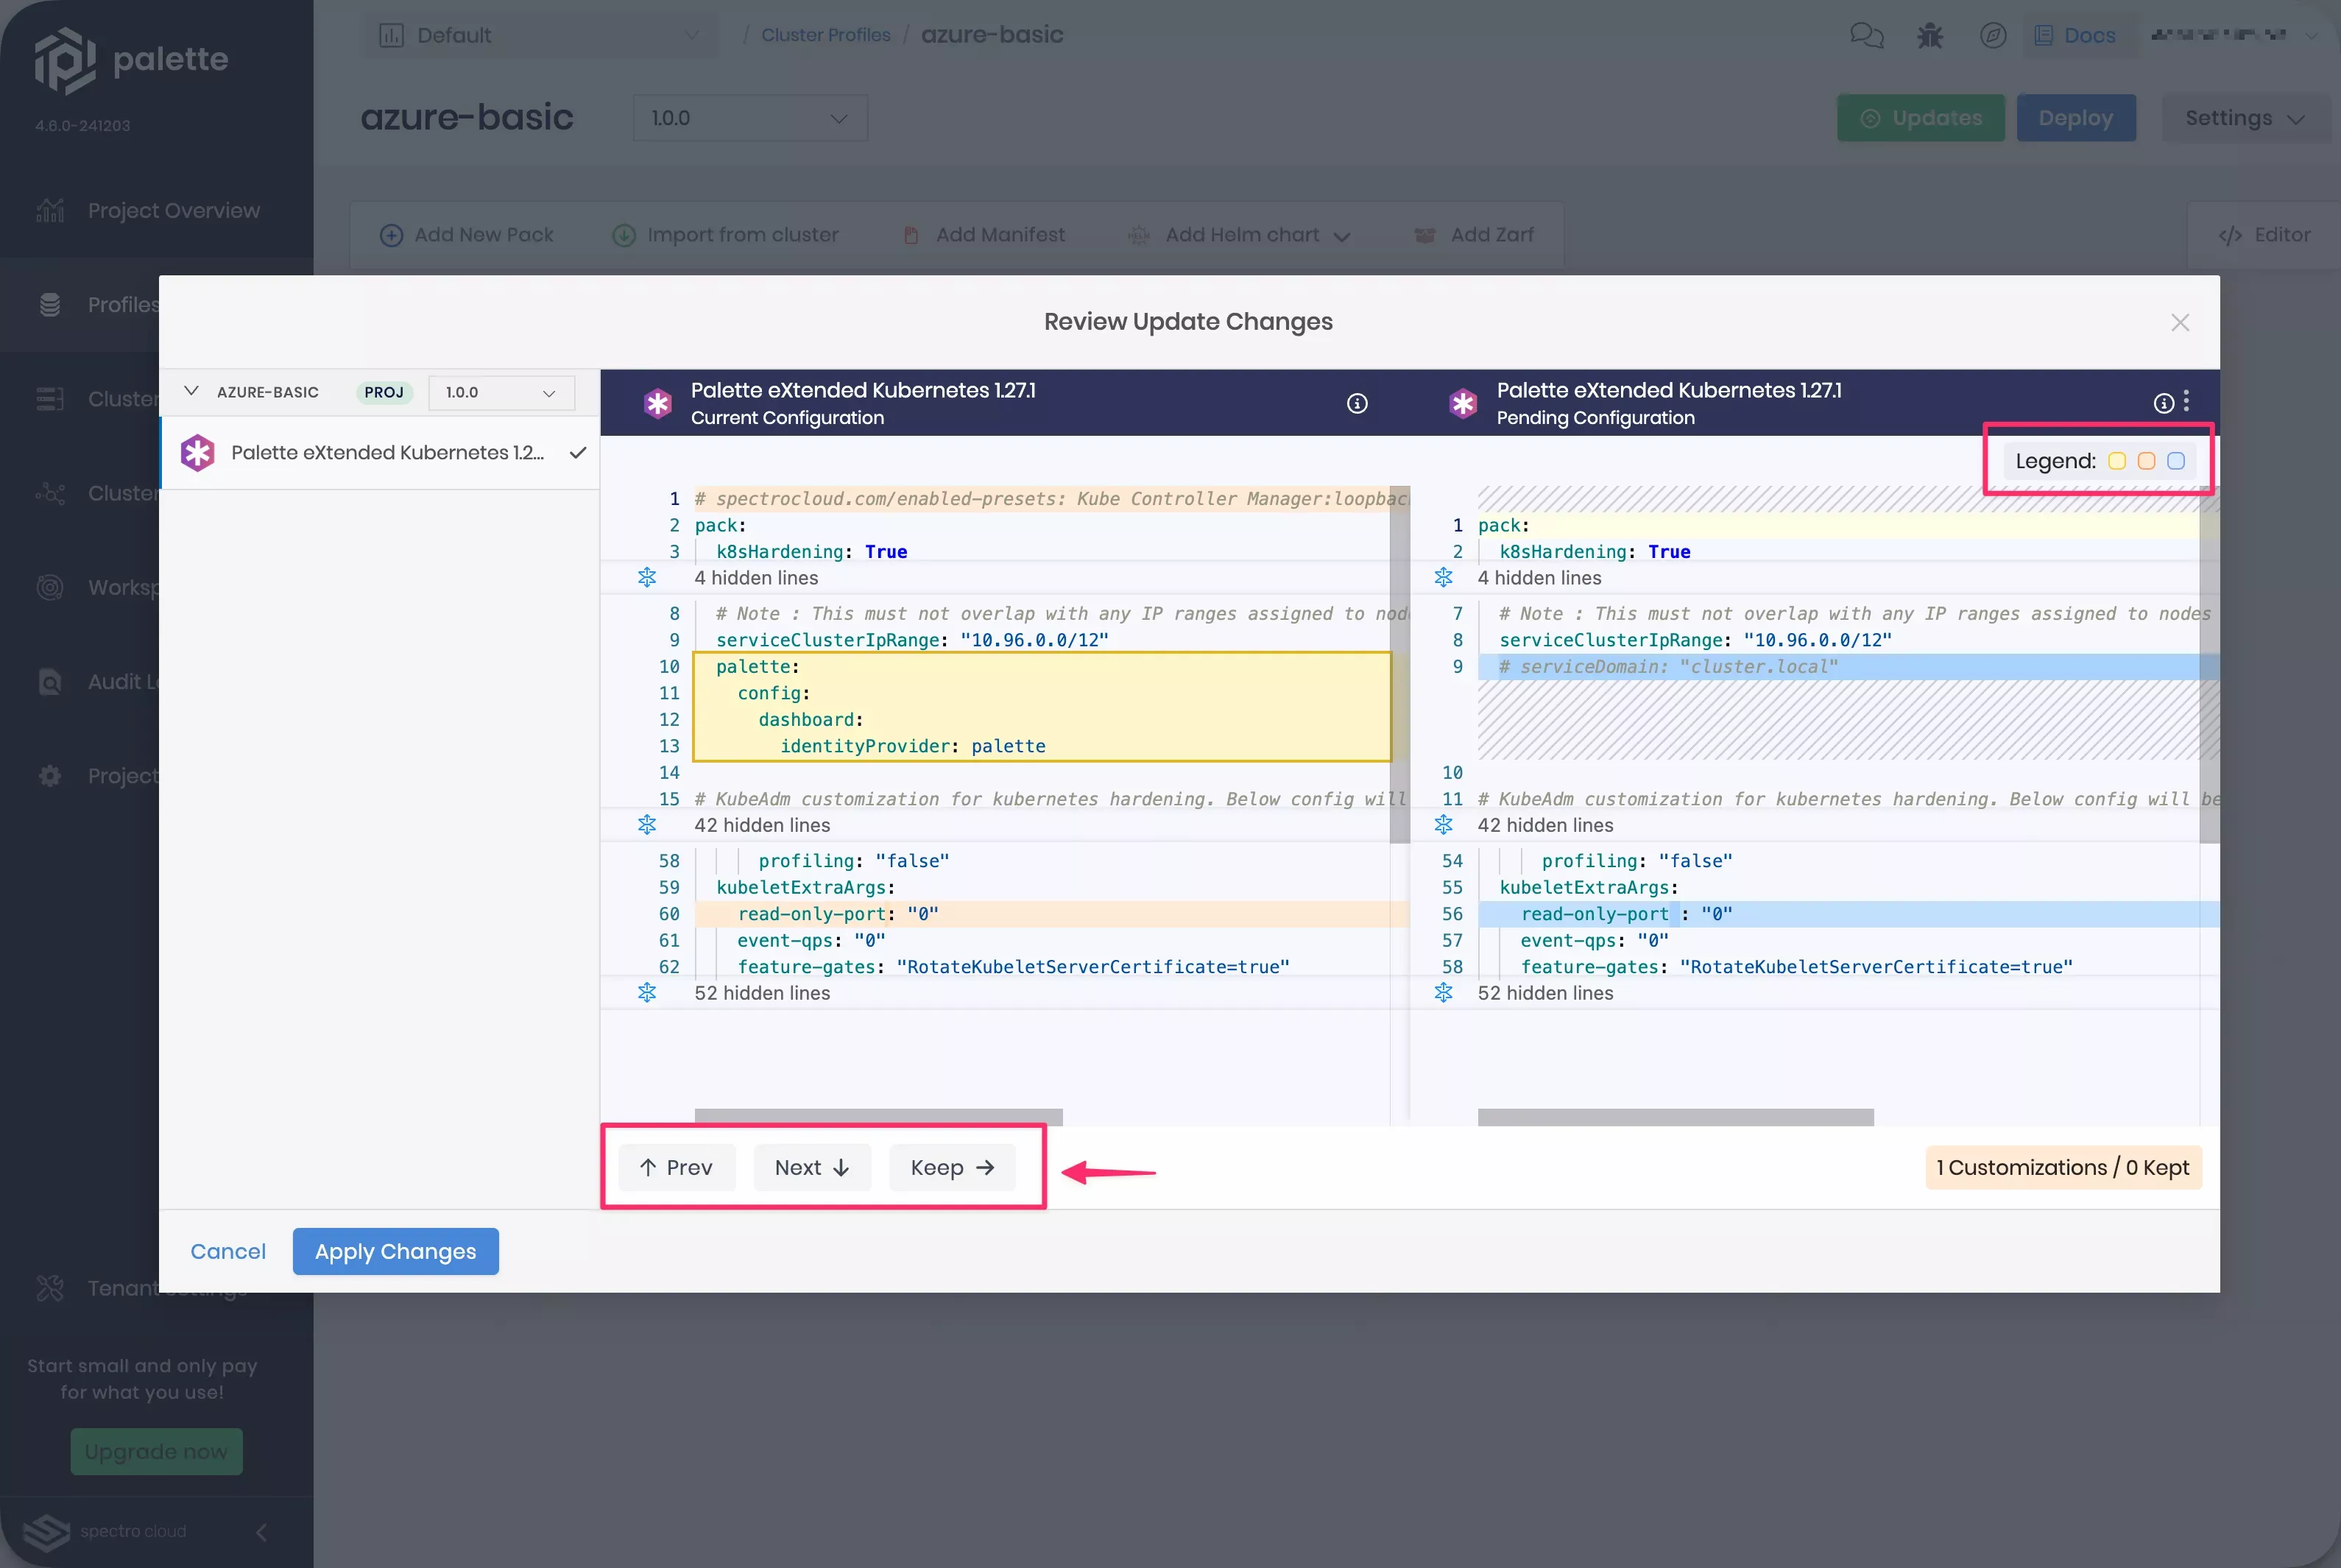 palette
4.6.0-241203
Default
/ Cluster Profiles / azure-basic
Docs
azure-basic
1.0.0
Updates
Deploy
Settings
Project Overview
Profiles
Cluster
Cluster
Worksp
Audit L
Project
Tenant
Add New Pack
Import from cluster
Add Manifest
Add Helm chart
Add Zarf
</> Editor
Review Update Changes
AZURE-BASIC
PROJ
1.0.0
Palette eXtended Kubernetes 1.2...
Palette eXtended Kubernetes 1.27.1
Current Configuration
Palette eXtended Kubernetes 1.27.1
Pending Configuration
Legend:
1 # spectrocloud.com/enabled-presets: Kube Controller Manager:loopbac
2 pack:
3 k8sHardening: True
4 hidden lines
8 # Note : This must not overlap with any IP ranges assigned to nod
9 serviceClusterIpRange: "10.96.0.0/12"
10 palette:
11 config:
12 dashboard:
13 identityProvider: palette
14
15 # KubeAdm customization for kubernetes hardening. Below config will
42 hidden lines
58 profiling: "false"
59 kubeletExtraArgs:
60 read-only-port: "0"
61 event-qps: "0"
62 feature-gates: "RotateKubeletServerCertificate=true"
52 hidden lines
1 pack:
2 k8sHardening: True
4 hidden lines
7 # Note : This must not overlap with any IP ranges assigned to nodes
8 serviceClusterIpRange: "10.96.0.0/12"
9 # serviceDomain: "cluster.local"
10
11 # KubeAdm customization for kubernetes hardening. Below config will be
42 hidden lines
54 profiling: "false"
55 kubeletExtraArgs:
56 read-only-port : "0"
57 event-qps: "0"
58 feature-gates: "RotateKubeletServerCertificate=true"
52 hidden lines
Prev
Next
Keep
1 Customizations / 0 Kept
Cancel
Apply Changes
Start small and only pay
for what you use!
Upgrade now
spectro cloud